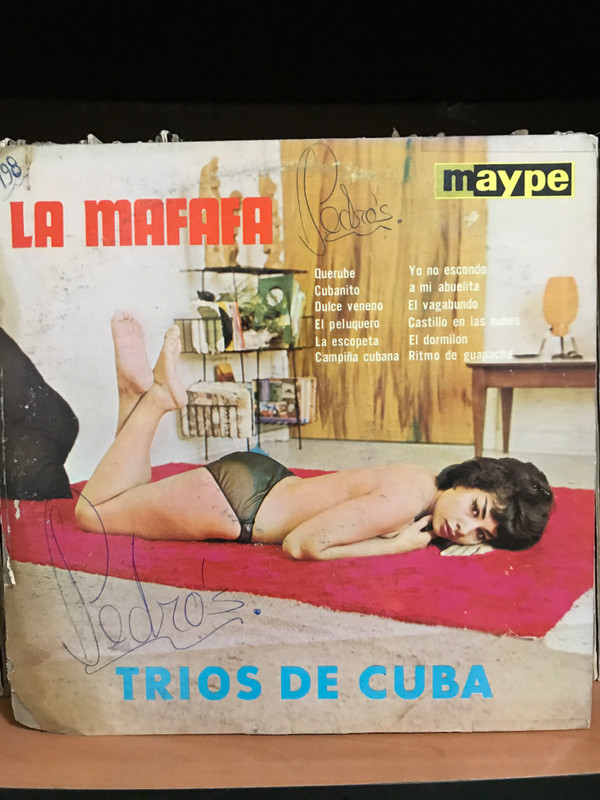 198
maype
LA MAFAFA
Pedro's.
Querube
Cubanito
Dulce veneno
El peluquero
La escopeta
Campiña cubana
Yo no escondo
a mi abuelita
El vagabundo
Castillo en las nubes
El dormilon
Ritmo de guapachá
Pedro's.
TRIOS DE CUBA